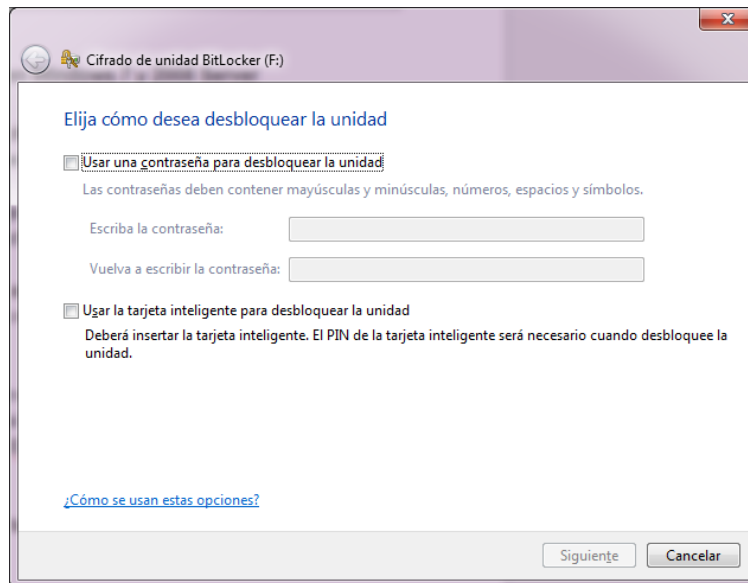 Cifrado de unidad BitLocker (F:)
Elija cómo desea desbloquear la unidad
Usar una contraseña para desbloquear la unidad
Las contraseñas deben contener mayúsculas y minúsculas, números, espacios y símbolos.
Escriba la contraseña:
Vuelva a escribir la contraseña:
Usar la tarjeta inteligente para desbloquear la unidad
Deberá insertar la tarjeta inteligente. El PIN de la tarjeta inteligente será necesario cuando desbloquee la
unidad.
¿Cómo se usan estas opciones?
Siguiente
Cancelar